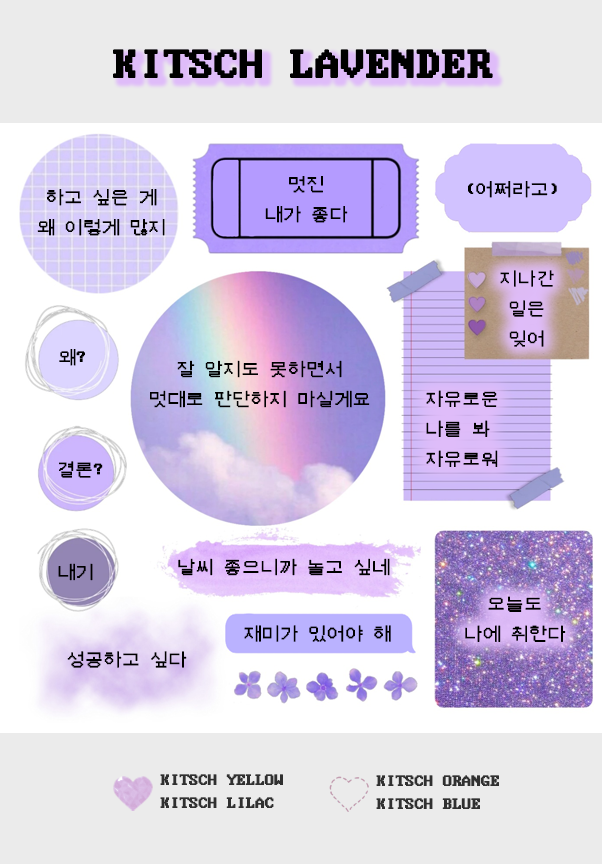 KITSCH LAVENDER
하고 싶은 게
왜 이렇게 많지
멋진
내가 좋다
(어쩌라고)
지나간
일은
잊어
왜?
잘 알지도 못하면서
멋대로 판단하지 마실게요
자유로운
나를 봐
자유로워
결론?
내기
날씨 좋으니까 놀고 싶네
오늘도
나에 취한다
재미가 있어야 해
성공하고 싶다
KITSCH YELLOW
KITSCH LILAC
KITSCH ORANGE
KITSCH BLUE